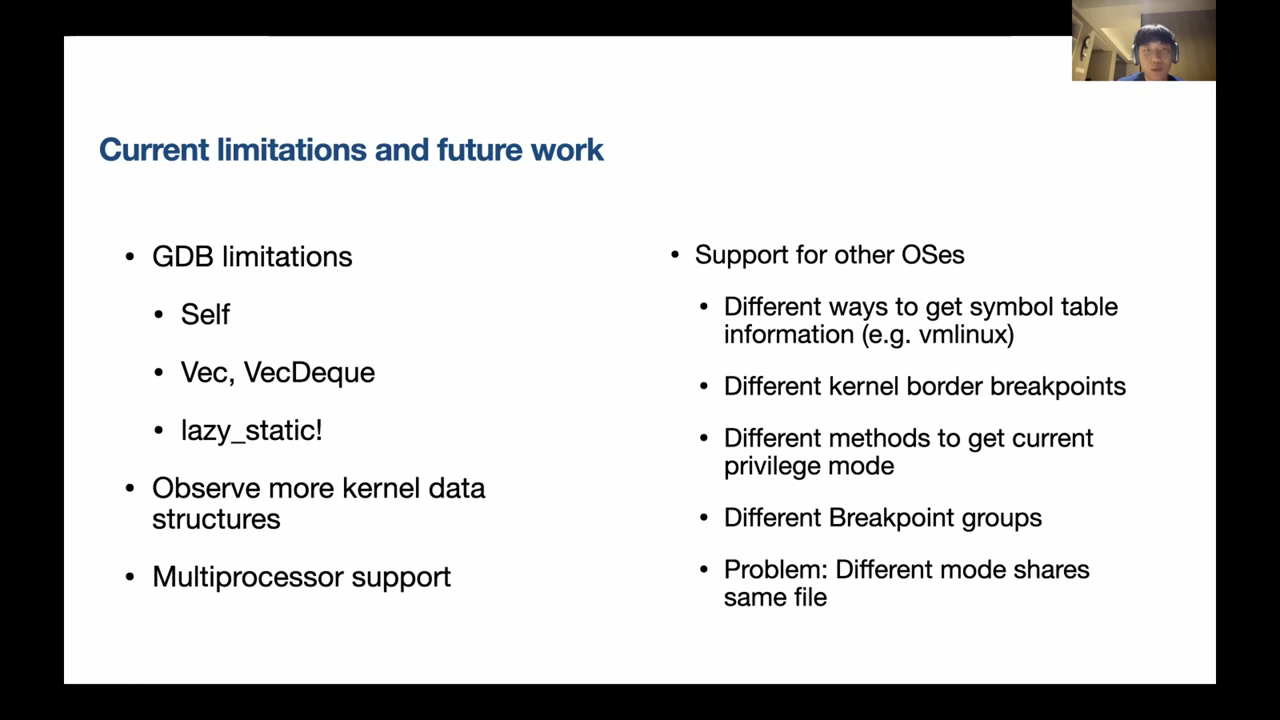 Current limitations and future work
• GDB limitations
• Self
• Vec, VecDeque
• lazy_static!
• Observe more kernel data
structures
• Multiprocessor support
• Support for other OSes
• Different ways to get symbol table
information (e.g. vmlinux)
• Different kernel border breakpoints
• Different methods to get current
privilege mode
• Different Breakpoint groups
• Problem: Different mode shares
same file